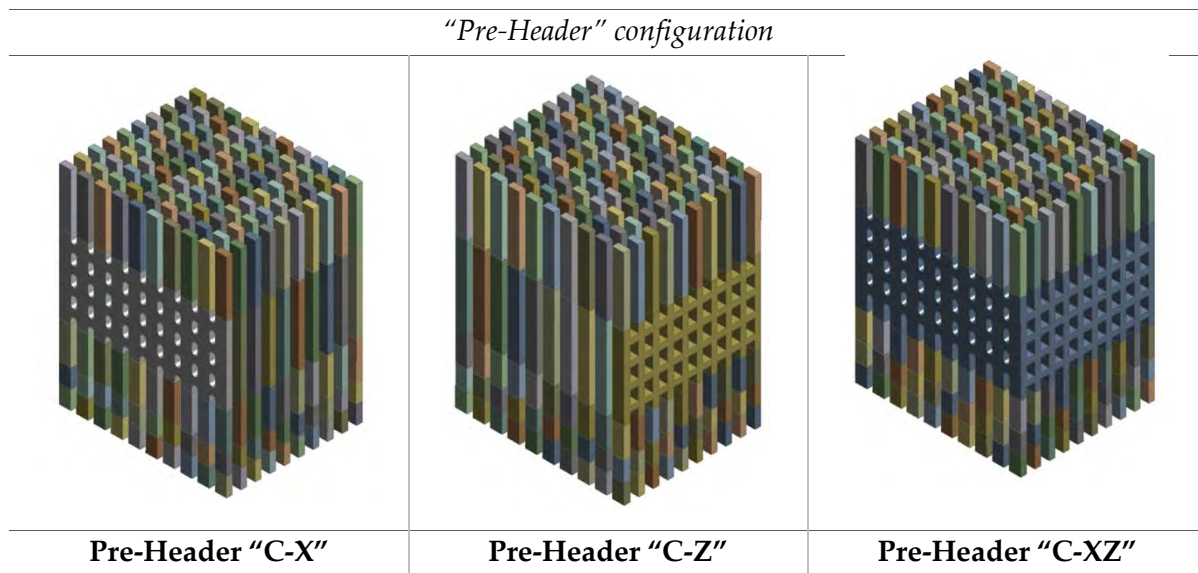 “Pre-Header” configuration
Pre-Header “C-X”
Pre-Header “C-Z”
Pre-Header “C-XZ”